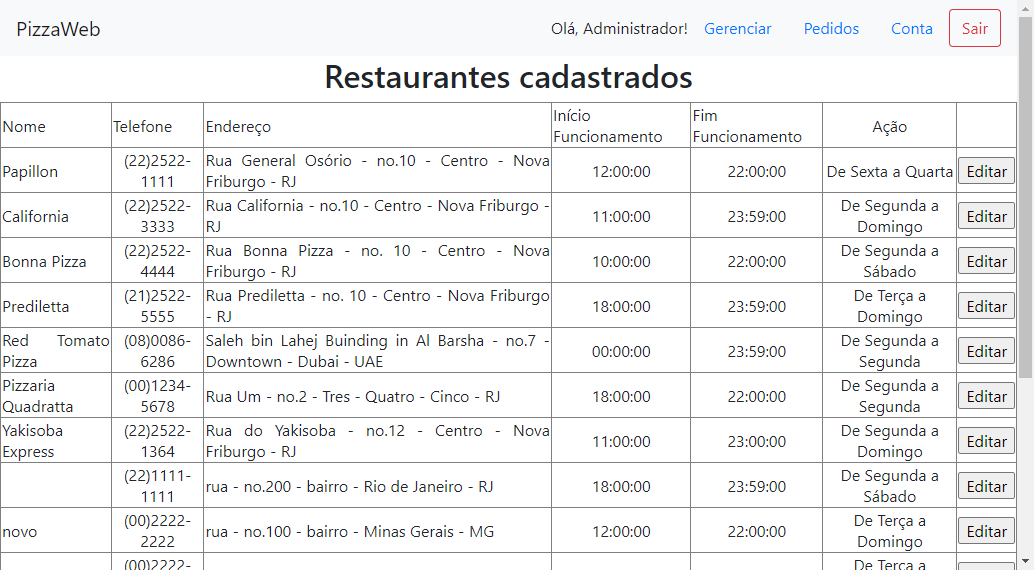 PizzaWeb
Olá, Administrador! Gerenciar Pedidos Conta Sair
Restaurantes cadastrados
Nome Telefone Endereço Início Funcionamento Fim Funcionamento Ação
Papillon (22)2522-1111 Rua General Osório - no.10 - Centro - Nova Friburgo - RJ 12:00:00 22:00:00 De Sexta a Quarta Editar
California (22)2522-3333 Rua California - no.10 - Centro - Nova Friburgo - RJ 11:00:00 23:59:00 De Segunda a Domingo Editar
Bonna Pizza (22)2522-4444 Rua Bonna Pizza - no. 10 - Centro - Nova Friburgo - RJ 10:00:00 22:00:00 De Segunda a Sábado Editar
Prediletta (21)2522-5555 Rua Prediletta - no. 10 - Centro - Nova Friburgo - RJ 18:00:00 23:59:00 De Terça a Domingo Editar
Red Tomato Pizza (08)0086-6286 Saleh bin Lahej Buinding in Al Barsha - no.7 - Downtown - Dubai - UAE 00:00:00 23:59:00 De Segunda a Segunda Editar
Pizzaria Quadratta (00)1234-5678 Rua Um - no.2 - Tres - Quatro - Cinco - RJ 18:00:00 22:00:00 De Segunda a Segunda Editar
Yakisoba Express (22)2522-1364 Rua do Yakisoba - no.12 - Centro - Nova Friburgo - RJ 11:00:00 23:00:00 De Segunda a Domingo Editar
(22)1111-1111 rua - no.200 - bairro - Rio de Janeiro - RJ 18:00:00 23:59:00 De Segunda a Sábado Editar
novo (00)2222-2222 rua - no.100 - bairro - Minas Gerais - MG 12:00:00 22:00:00 De Terça a Domingo Editar
(00)2222- De Terça a